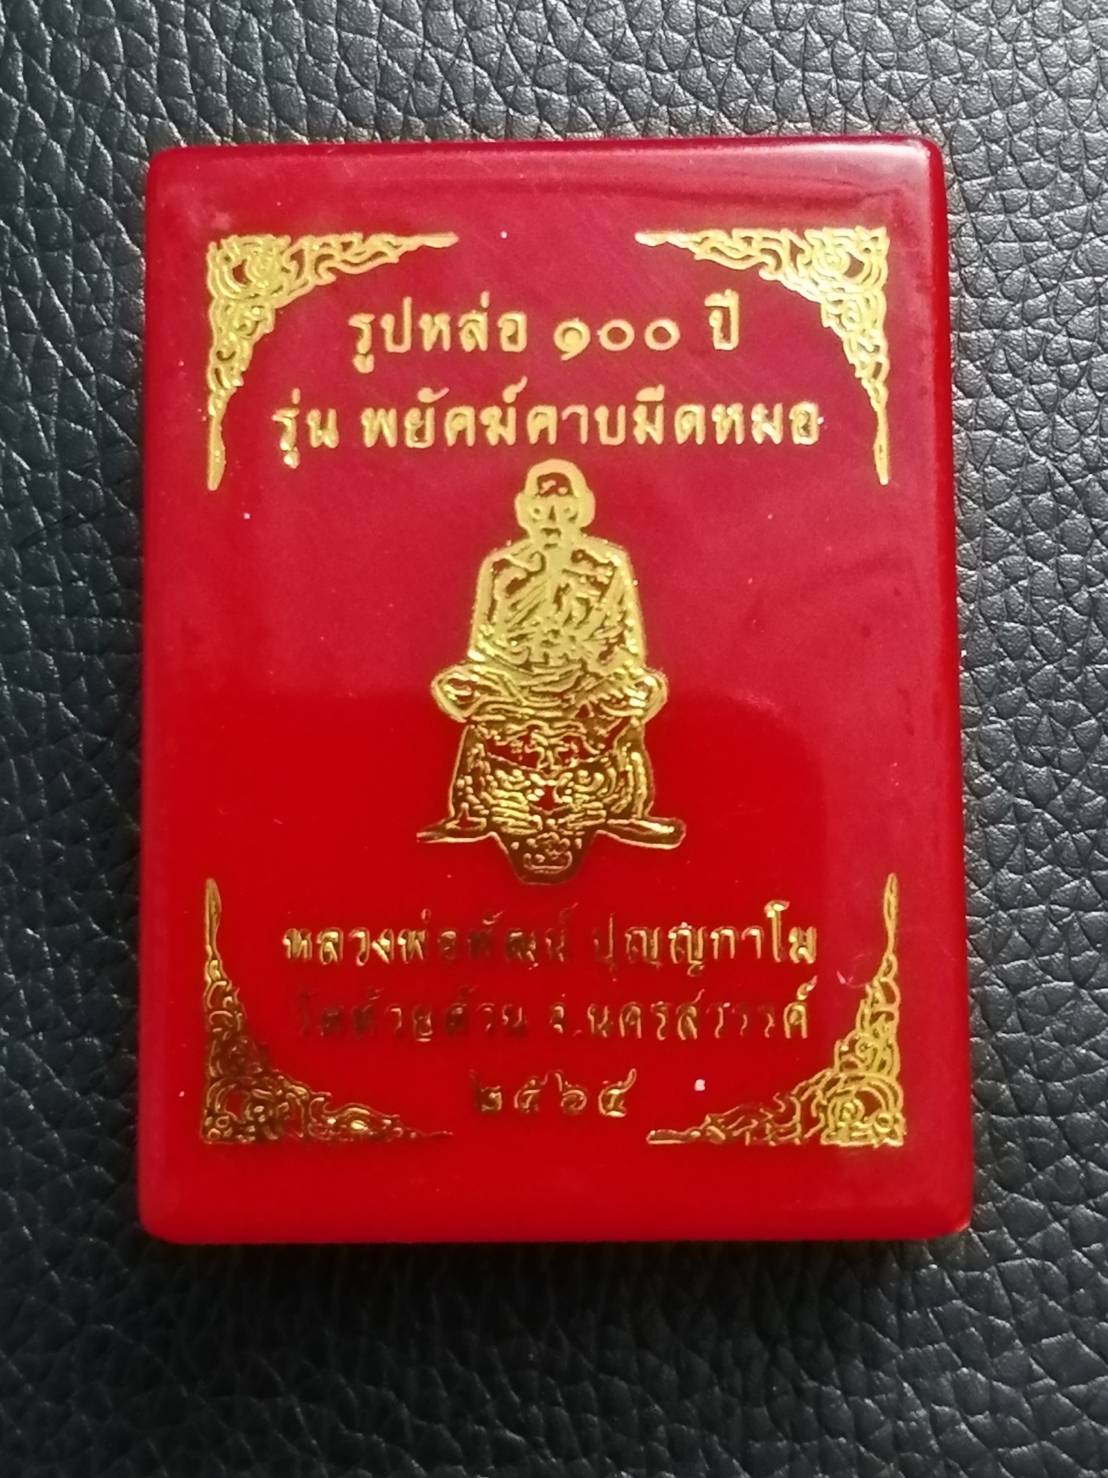 รูปหล่อ ๑๐๐ ปี
รุ่น พยัคฆ์คาบมีดหมอ
หลวงพ่อพัฒน์ ปุญฺญกาโม
วัดห้วยด้วน จ.นครสวรรค์
๒๕๖๔